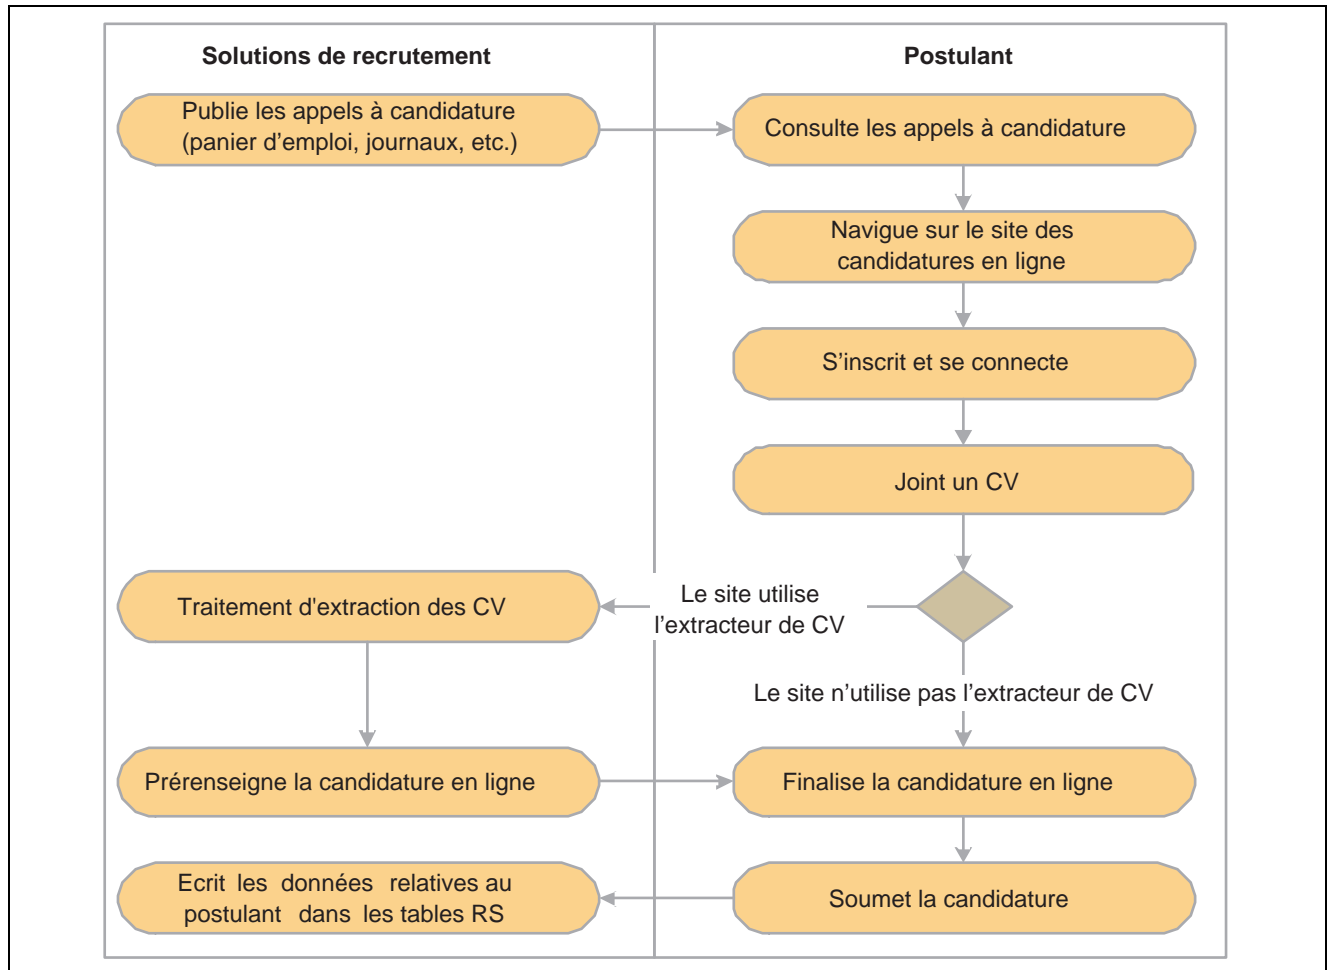 Solutions de recrutement
Postulant
Publie les appels à candidature
(panier d'emploi, journaux, etc.)
Consulte les appels à candidature
Navigue sur le site des
candidatures en ligne
S'inscrit et se connecte
Joint un CV
Le site utilise
l'extracteur de CV
Traitement d'extraction des CV
Le site n'utilise pas l'extracteur de CV
Prérenseigne la candidature en ligne
Finalise la candidature en ligne
Soumet la candidature
Ecrit les données relatives au
postulant dans les tables RS